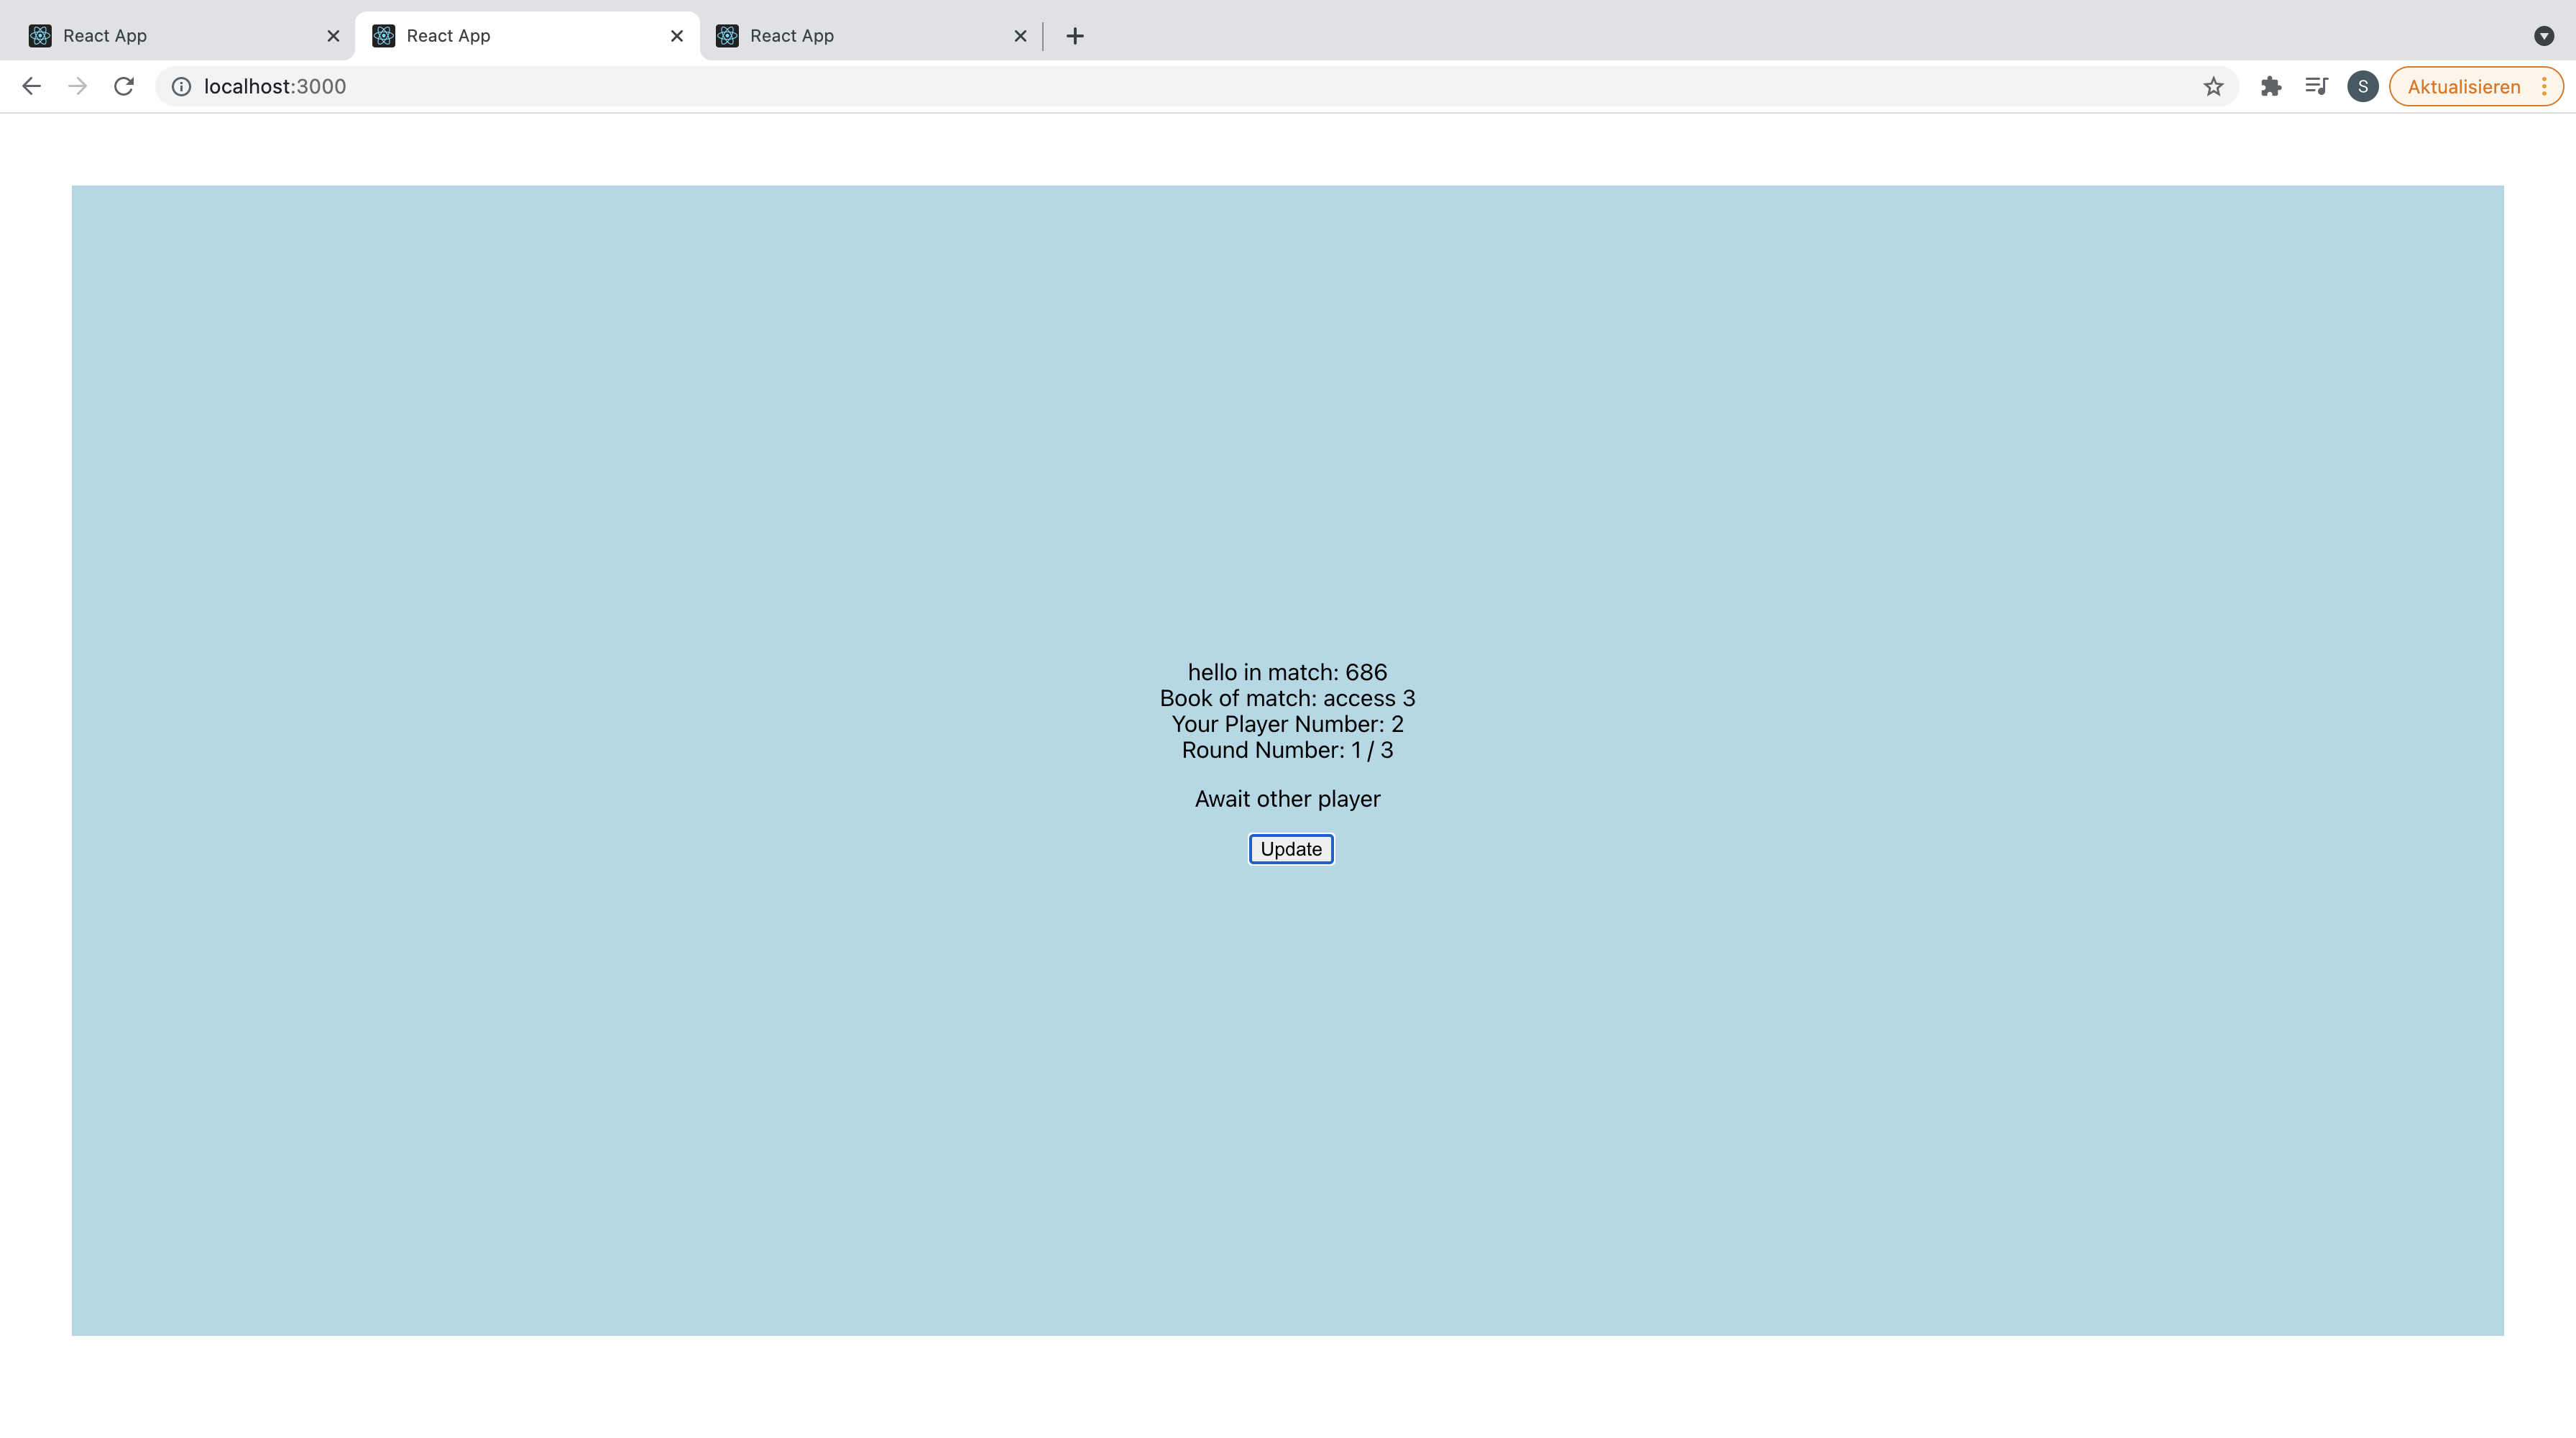 React App
React App
React App
localhost:3000
S
Aktualisieren
hello in match: 686
Book of match: access 3
Your Player Number: 2
Round Number: 1 / 3
Await other player
Update